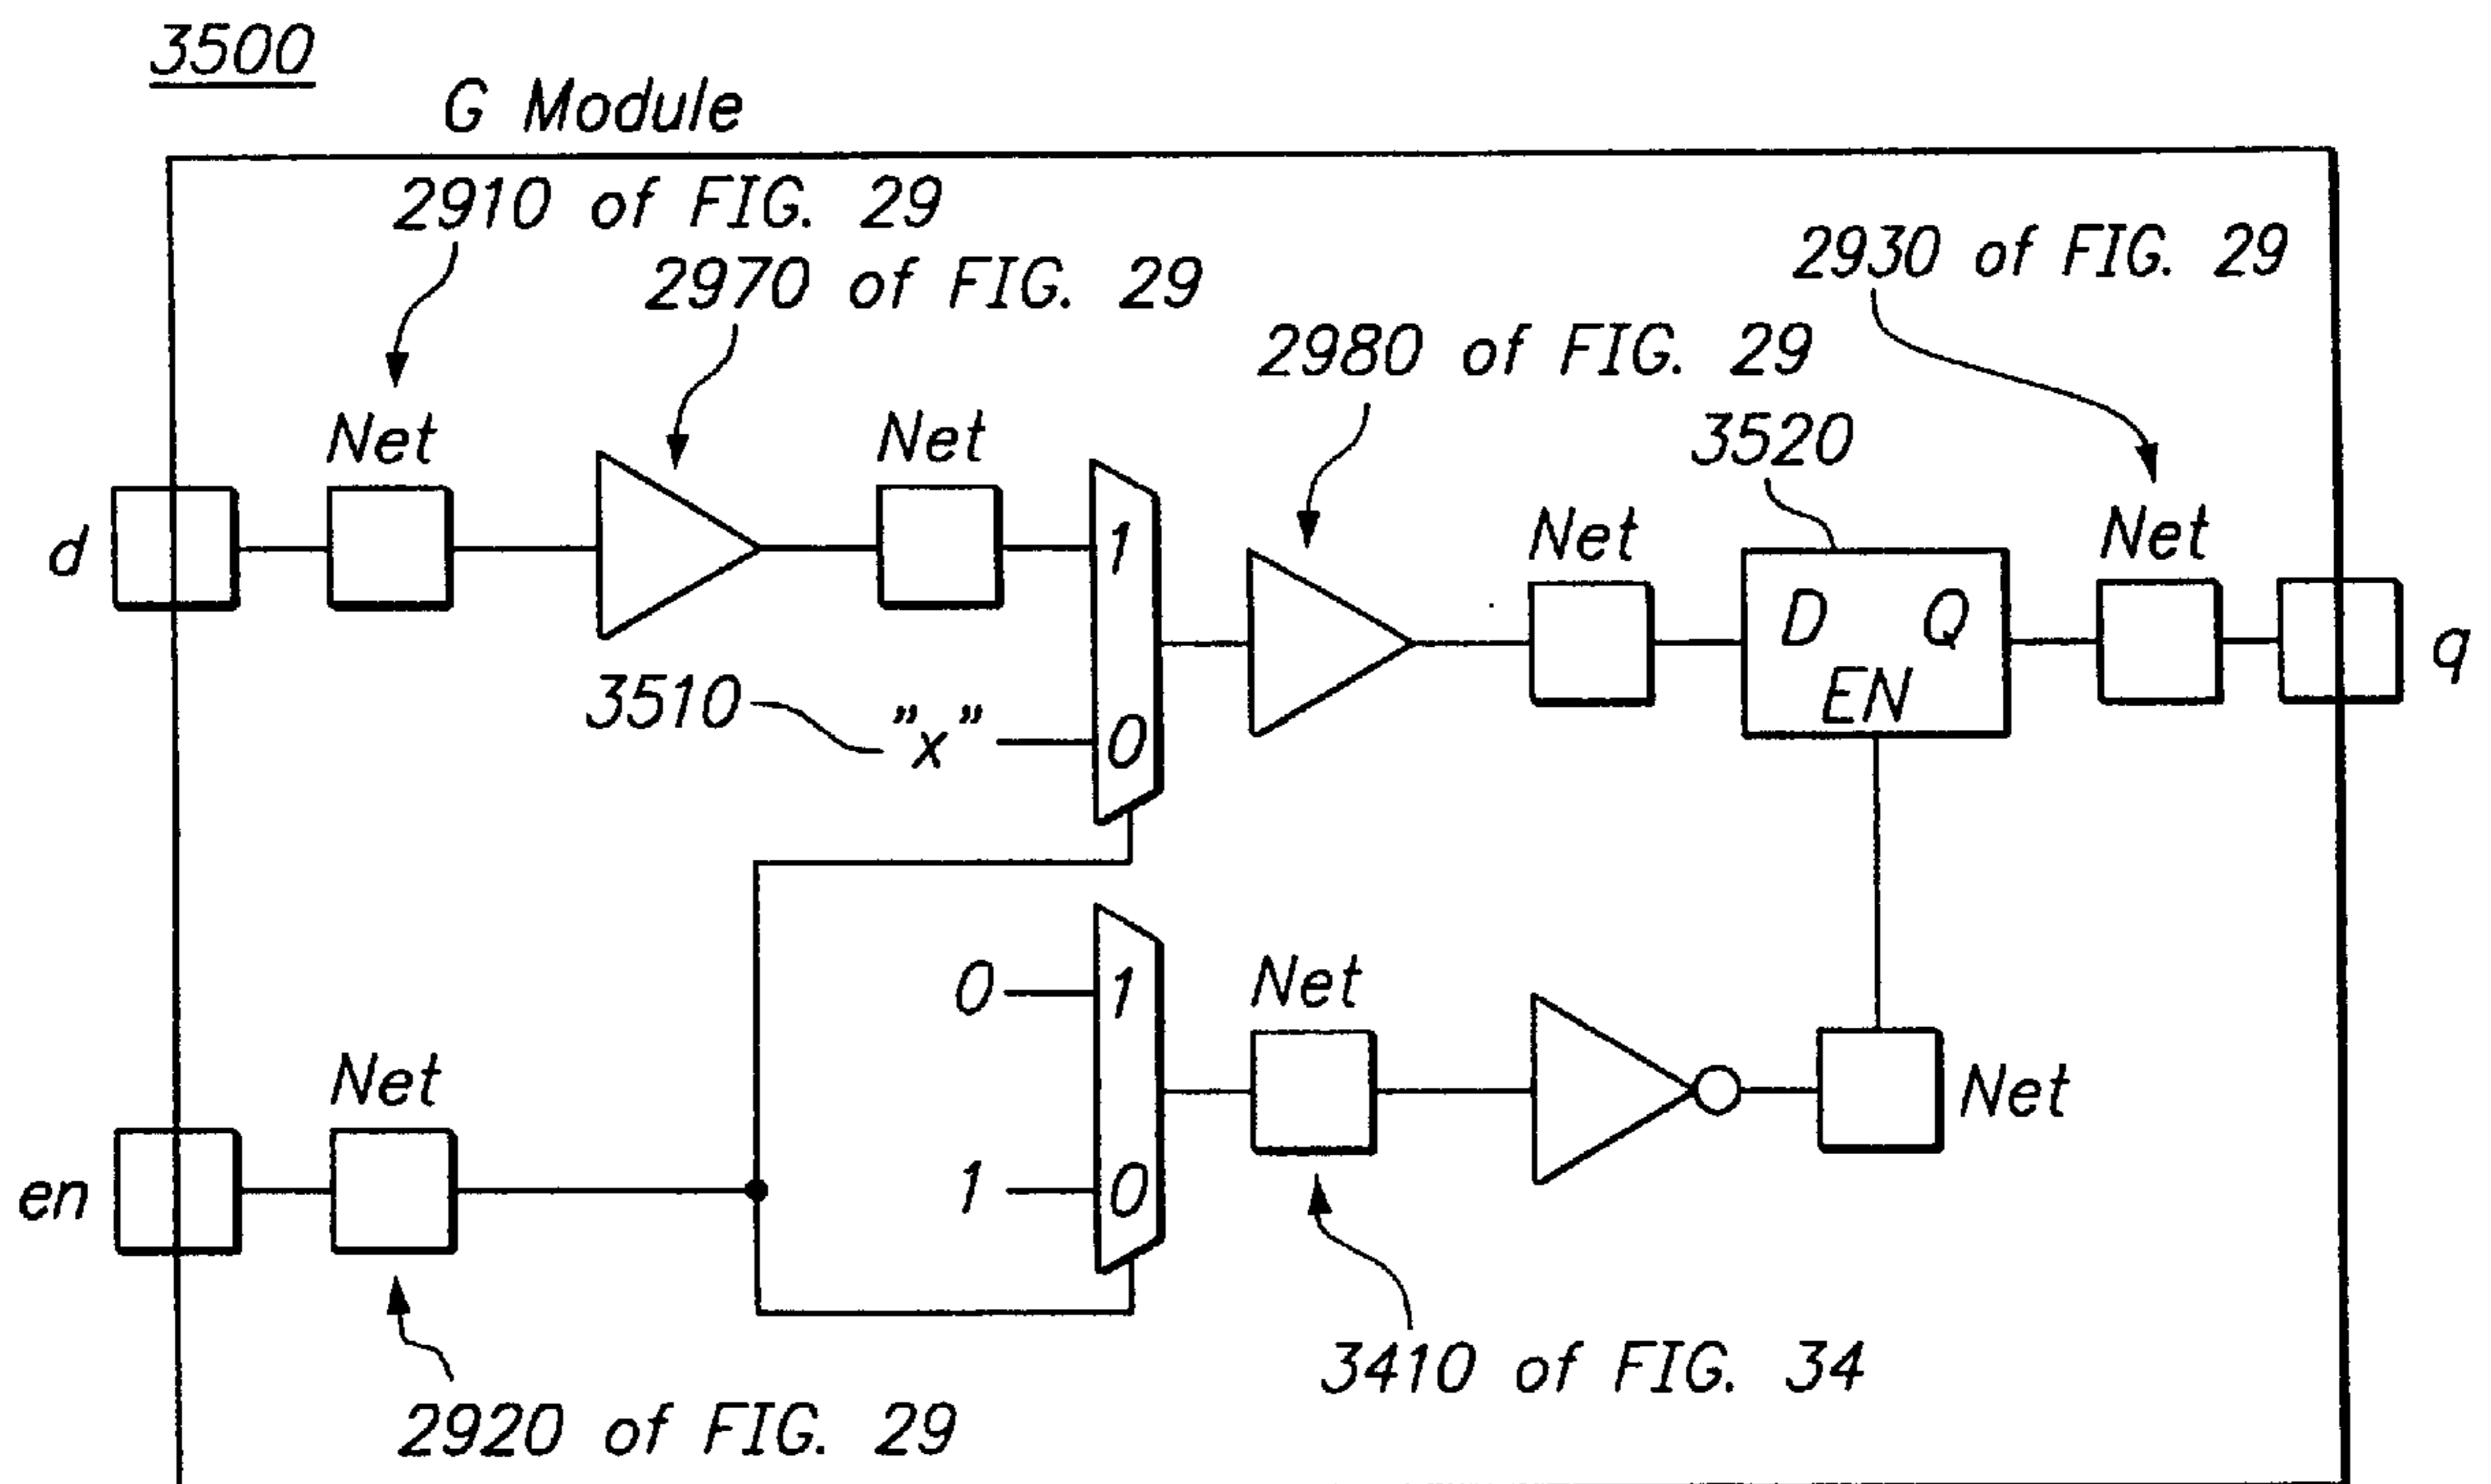 3500
G Module
2910 of FIG. 29
2970 of FIG. 29
2930 of FIG. 29
2980 of FIG. 29
3520
Net
Net
Net
Net
d
1
D Q
EN
q
3510
"x"
0
0
1
Net
Net
Net
en
1
0
3410 of FIG. 34
2920 of FIG. 29